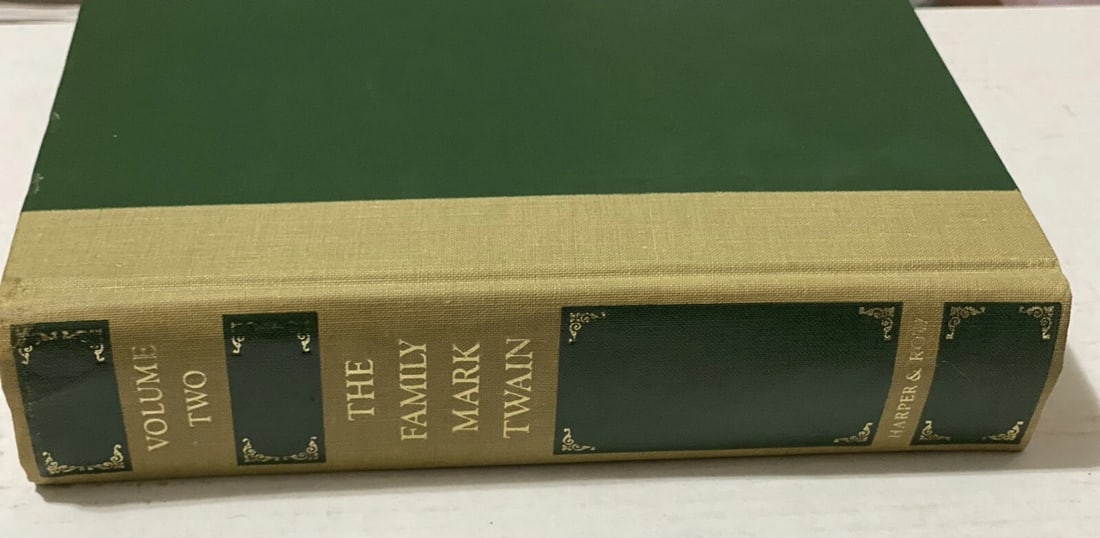 VOLUME
TWO
THE
FAMILY
MARK
TWAIN
HARPER & ROW